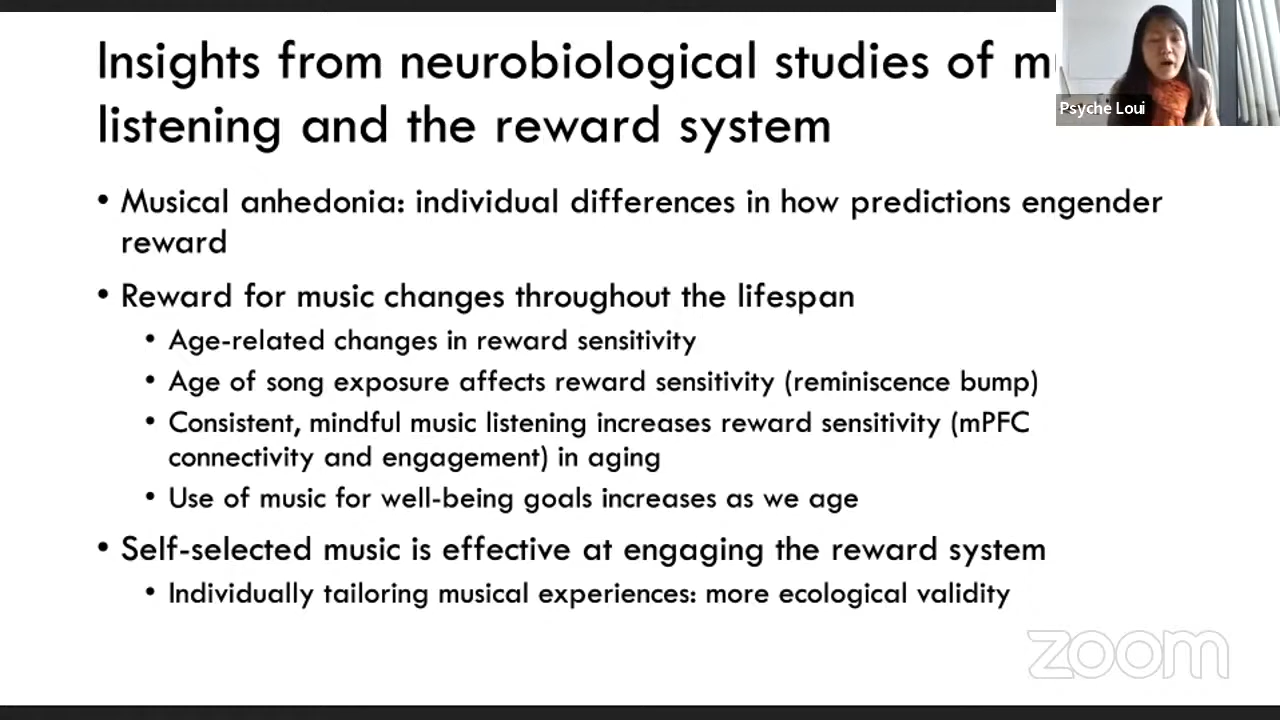 Insights from neurobiological studies of
listening and the reward system
Psyche Loui
• Musical anhedonia: individual differences in how predictions engender
reward
• Reward for music changes throughout the lifespan
• Age-related changes in reward sensitivity
• Age of song exposure affects reward sensitivity (reminiscence bump)
• Consistent, mindful music listening increases reward sensitivity (mPFC
connectivity and engagement) in aging
• Use of music for well-being goals increases as we age
• Self-selected music is effective at engaging the reward system
• Individually tailoring musical experiences: more ecological validity
zoom